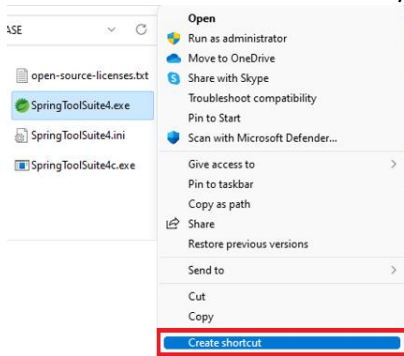 ASE
open-source-licenses.txt
SpringToolSuite4.exe
SpringToolSuite4.ini
SpringToolSuite4c.exe
Open
Run as administrator
Move to OneDrive
Share with Skype
Troubleshoot compatibility
Pin to Start
Scan with Microsoft Defender...
Give access to
Pin to taskbar
Copy as path
Share
Restore previous versions
Send to
Cut
Copy
Create shortcut